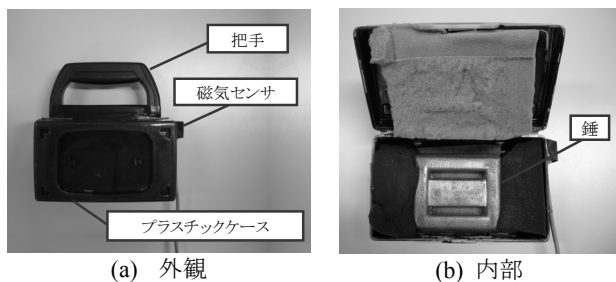 把手
磁気センサ
プラスチックケース
(a) 外観
錘
(b) 内部